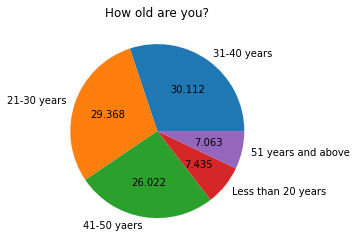 How old are you?
31-40 years
30.112
21-30 years
29.368
7.063
51 years and above
7.435
26.022
Less than 20 years
41-50 yaers